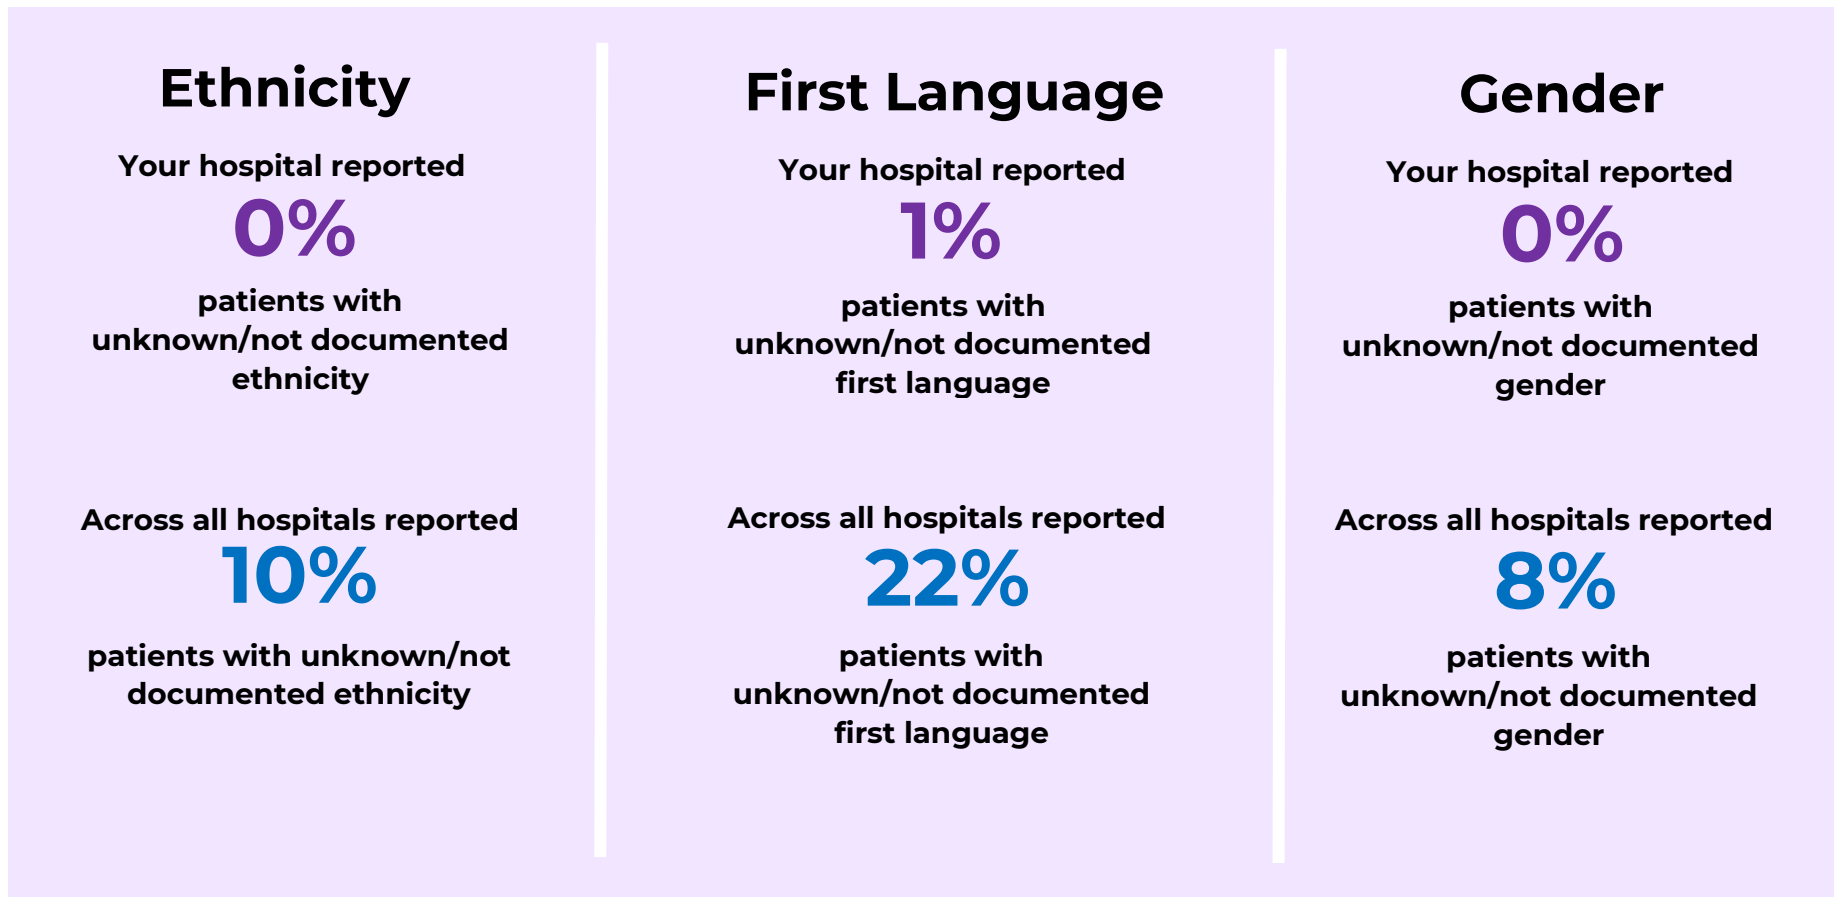 Ethnicity
Your hospital reported
0%
patients with
unknown/not documented
ethnicity
Across all hospitals reported
10%
patients with unknown/not
documented ethnicity
First Language
Your hospital reported
1%
patients with
unknown/not documented
first language
Across all hospitals reported
22%
patients with
unknown/not documented
first language
Gender
Your hospital reported
0%
patients with
unknown/not documented
gender
Across all hospitals reported
8%
patients with
unknown/not documented
gender